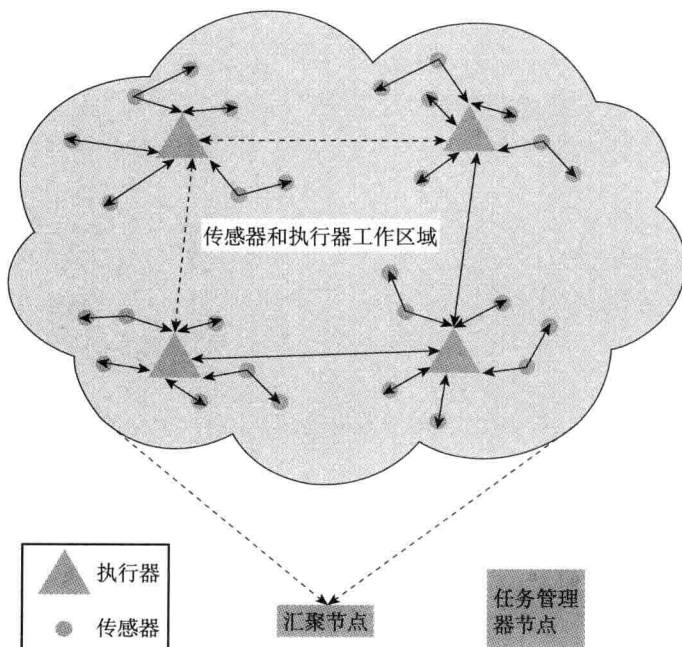 传感器和执行器工作区域
执行器
传感器
汇聚节点
任务管理
器节点